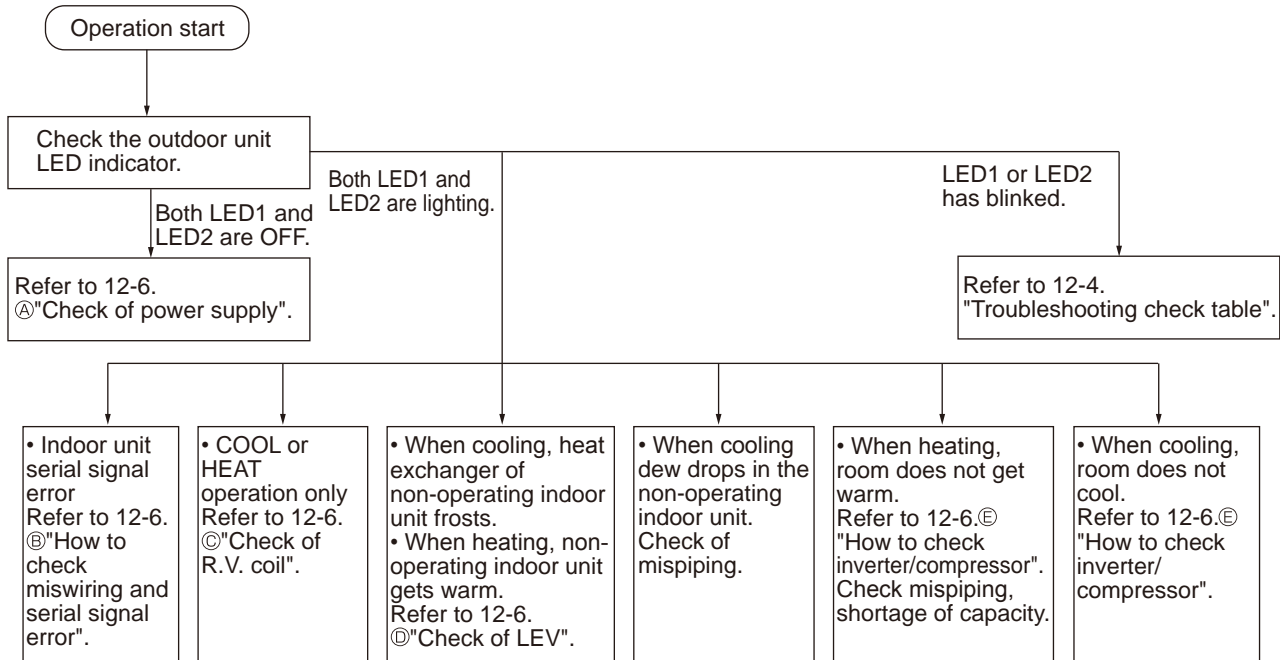 Operation start
Check the outdoor unit
LED indicator.
Both LED1 and
LED2 are lighting.
LED1 or LED2
has blinked.
Both LED1 and
LED2 are OFF.
Refer to 12-6.
Ⓐ"Check of power supply".
Refer to 12-4.
"Troubleshooting check table".
• Indoor unit
serial signal
error
Refer to 12-6.
Ⓑ"How to
check
miswiring and
serial signal
error".
• COOL or
HEAT
operation only
Refer to 12-6.
Ⓒ"Check of
R.V. coil".
• When cooling, heat
exchanger of
non-operating indoor
unit frosts.
• When heating, non-
operating indoor unit
gets warm.
Refer to 12-6.
Ⓓ"Check of LEV".
• When cooling
dew drops in the
non-operating
indoor unit.
Check of
mispiping.
• When heating,
room does not get
warm.
Refer to 12-6.Ⓔ
"How to check
inverter/compressor".
Check mispiping,
shortage of capacity.
• When cooling,
room does not
cool.
Refer to 12-6.Ⓔ
"How to check
inverter/
compressor".